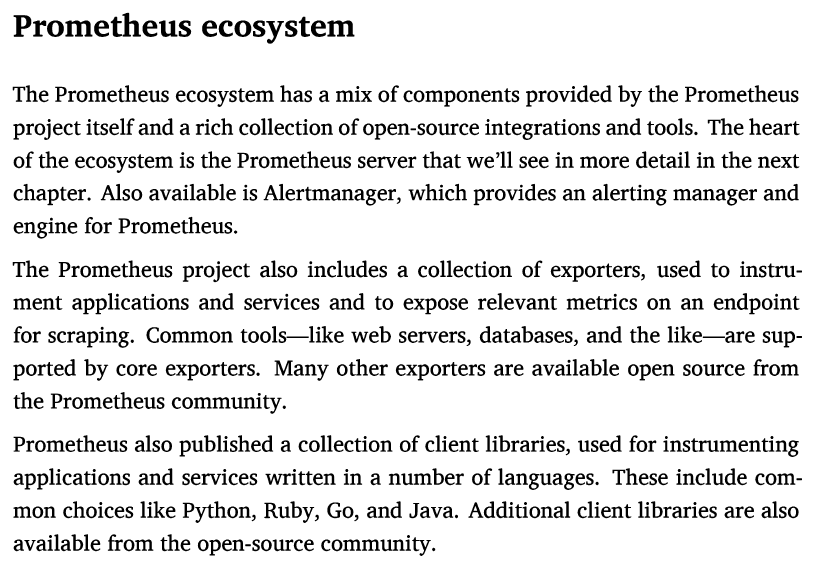 Prometheus ecosystem
The Prometheus ecosystem has a mix of components provided by the Prometheus
project itself and a rich collection of open-source integrations and tools. The heart
of the ecosystem is the Prometheus server that we’ll see in more detail in the next
chapter. Also available is Alertmanager, which provides an alerting manager and
engine for Prometheus.
The Prometheus project also includes a collection of exporters, used to instru-
ment applications and services and to expose relevant metrics on an endpoint
for scraping. Common tools—like web servers, databases, and the like—are sup-
ported by core exporters. Many other exporters are available open source from
the Prometheus community.
Prometheus also published a collection of client libraries, used for instrumenting
applications and services written in a number of languages. These include com-
mon choices like Python, Ruby, Go, and Java. Additional client libraries are also
available from the open-source community.